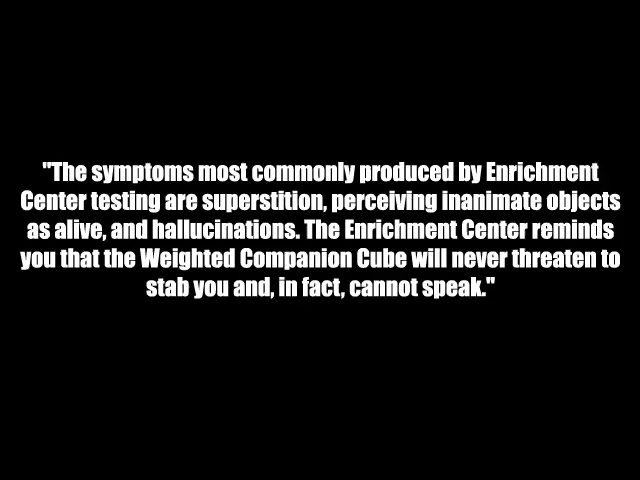 "The symptoms most commonly produced by Enrichment
Center testing are superstition, perceiving inanimate objects
as alive, and hallucinations. The Enrichment Center reminds
you that the Weighted Companion Cube will never threaten to
stab you and, in fact, cannot speak."